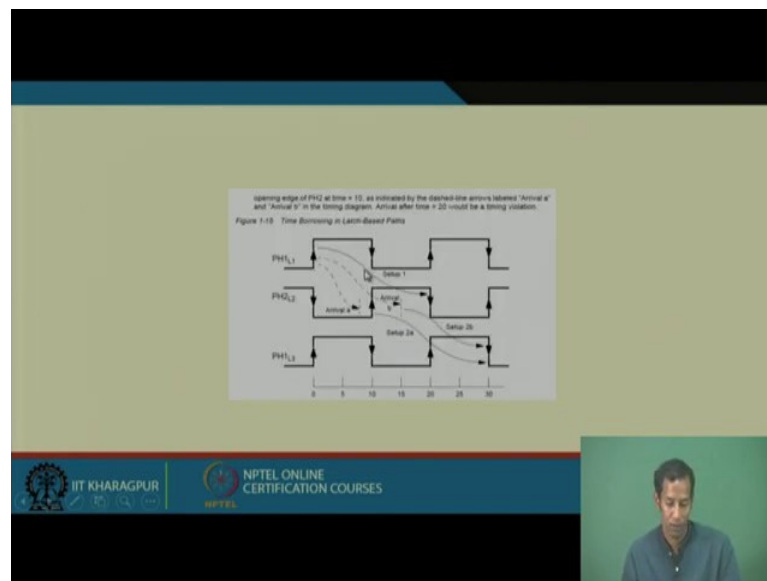 opening edge of PH2 at time = 10, as indicated by the dashed-line arrows labeled "Arrival a"
and "Arrival b" in the timing diagram. Arrival after time = 20 would be a timing violation.
Figure 1-10 Time Borrowing in Latch-Based Paths
PH1L1
Setup 1
PH2L2
Arrival a
Arrival
b
Setup 2a
Setup 2b
PH1L3
0 5 10 15 20 25 30
IIT KHARAGPUR
NPTEL
NPTEL ONLINE
CERTIFICATION COURSES